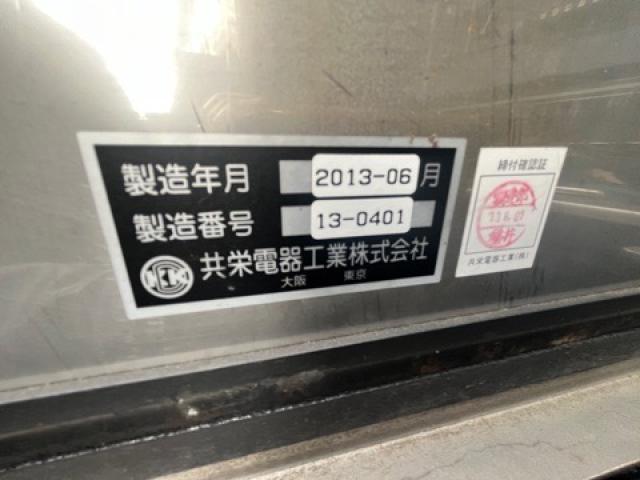 製造年月 2013-06 月
製造番号 13-0401
共栄電器工業株式会社
大阪 東京
締付確認証
共栄電器工業(株)